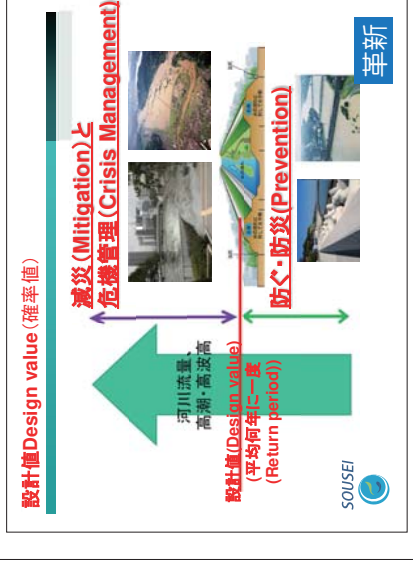 設計値Design value(確率値)
減災(Mitigation)と
危機管理(Crisis Management)
河川流量、
高潮・高波高
設計値(Design value)
(平均何年に一度
(Return period))
防ぐ・防災(Prevention)
SOUSEI
革新